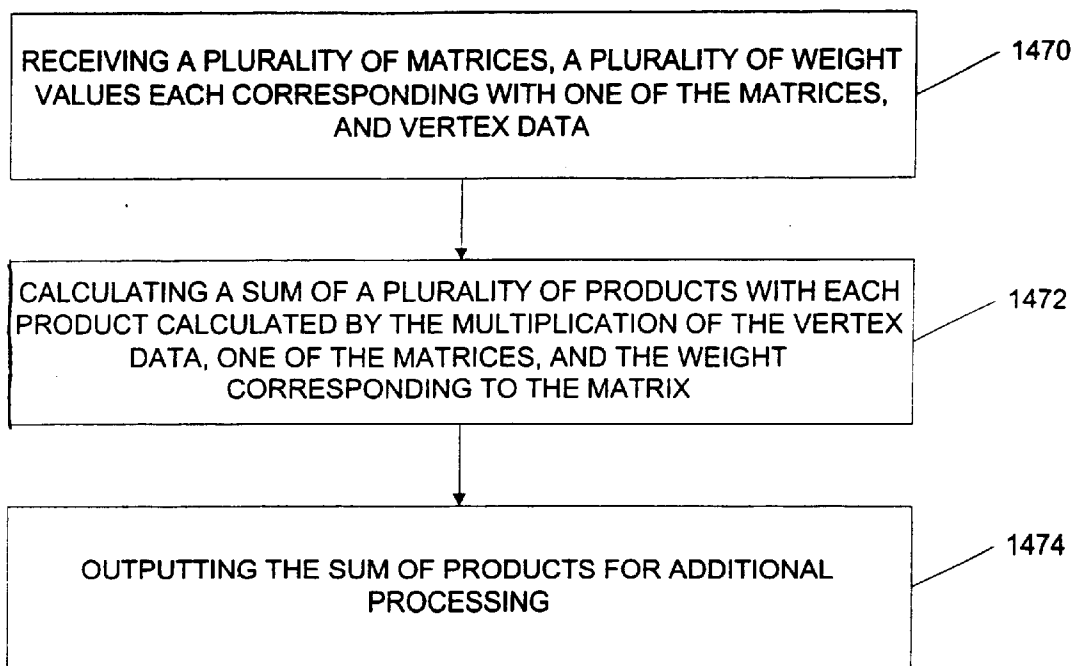 RECEIVING A PLURALITY OF MATRICES, A PLURALITY OF WEIGHT
VALUES EACH CORRESPONDING WITH ONE OF THE MATRICES,
AND VERTEX DATA
1470
CALCULATING A SUM OF A PLURALITY OF PRODUCTS WITH EACH
PRODUCT CALCULATED BY THE MULTIPLICATION OF THE VERTEX
DATA, ONE OF THE MATRICES, AND THE WEIGHT
CORRESPONDING TO THE MATRIX
1472
OUTPUTTING THE SUM OF PRODUCTS FOR ADDITIONAL
PROCESSING
1474